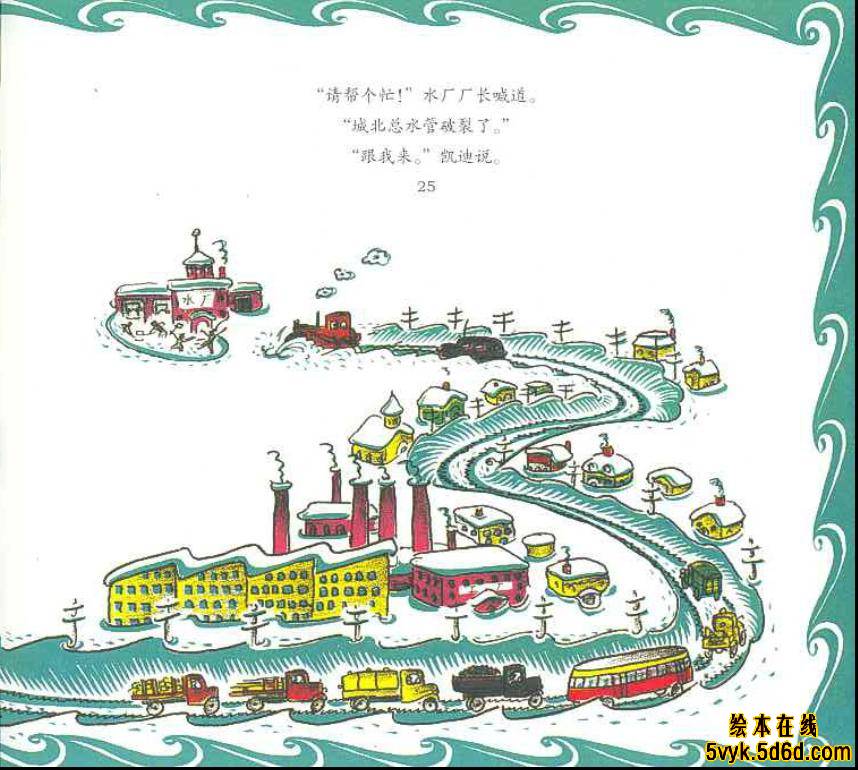 “请帮个忙！”水厂厂长喊道。
“城北总水管破裂了。”
“跟我来。”凯迪说。
25
水厂
绘本在线
5vyk.5d6d.com